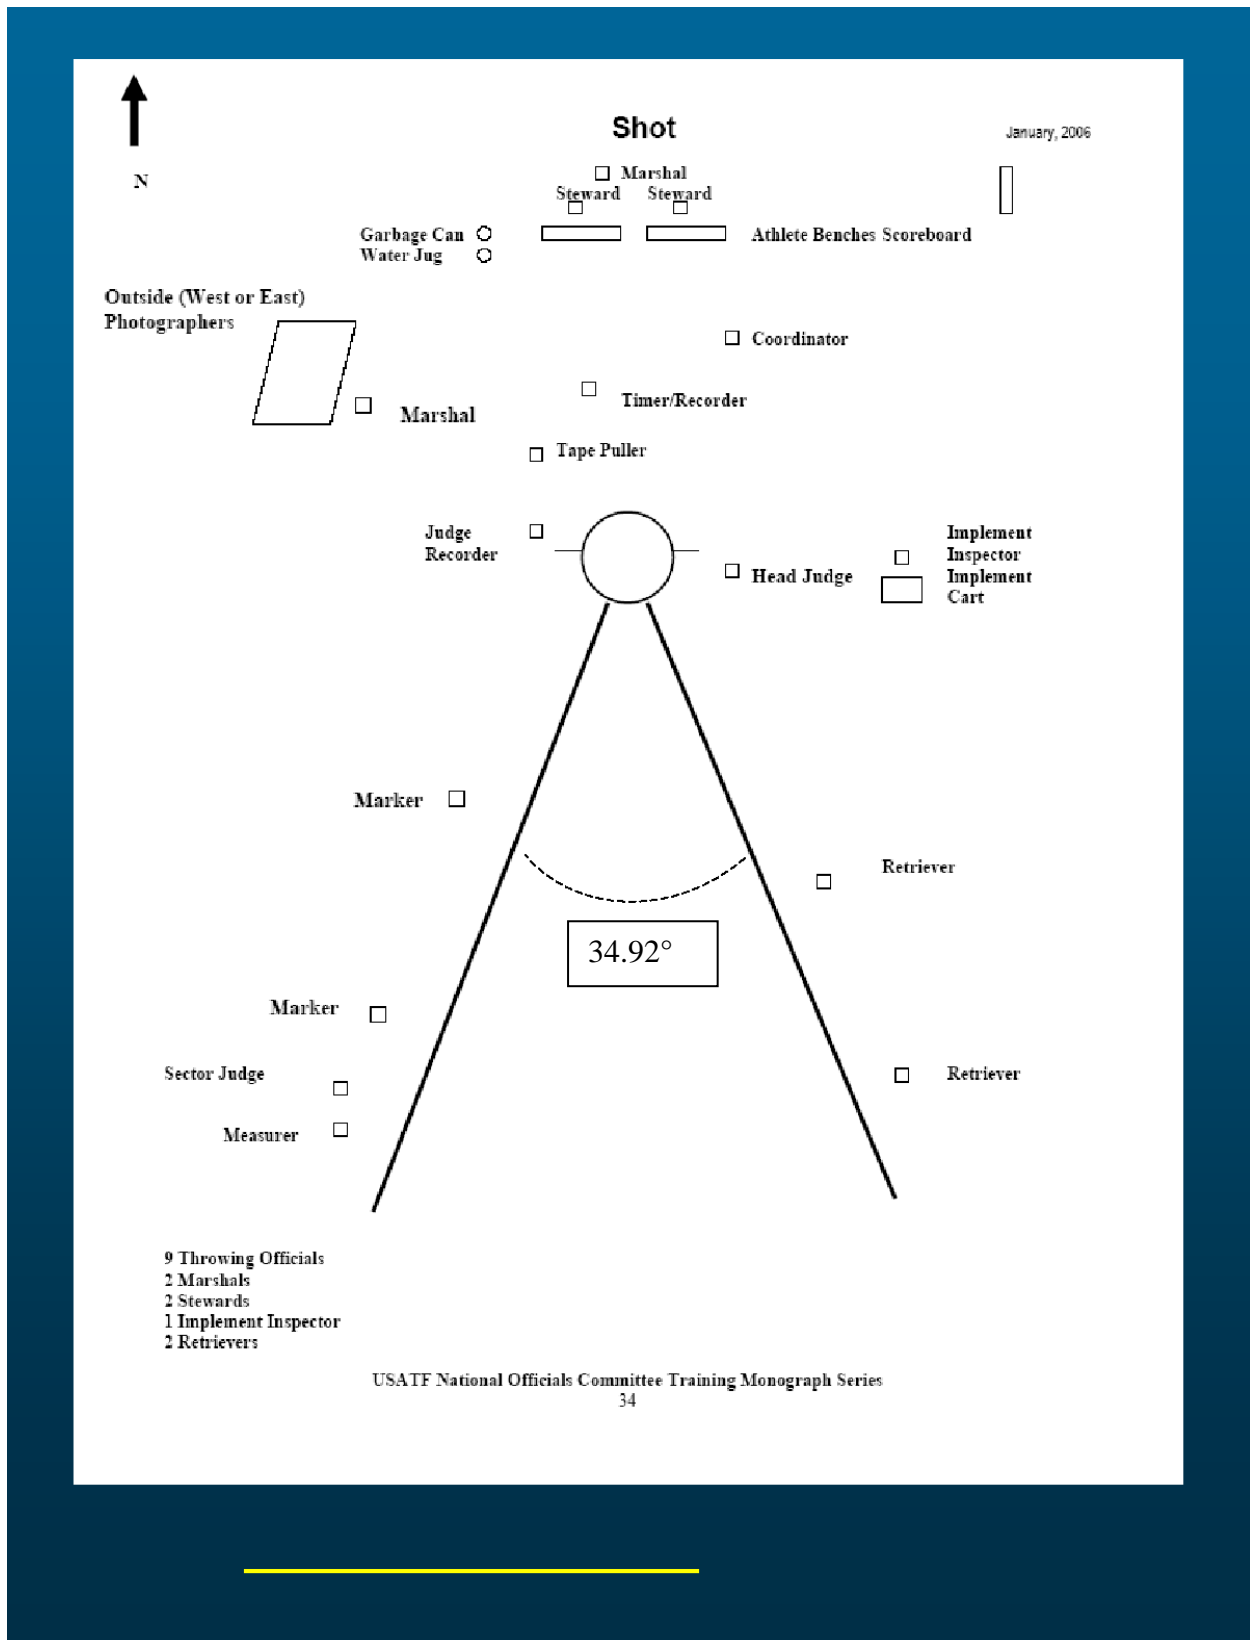 Shot
January, 2006
N
Marshal
Steward Steward
Garbage Can
Water Jug
Athlete Benches Scoreboard
Outside (West or East)
Photographers
Coordinator
Timer/Recorder
Marshal
Tape Puller
Judge
Recorder
Head Judge
Implement
Inspector
Implement
Cart
Marker
Retriever
34.92°
Marker
Sector Judge
Retriever
Measurer
9 Throwing Officials
2 Marshals
2 Stewards
1 Implement Inspector
2 Retrievers
USATF National Officials Committee Training Monograph Series
34